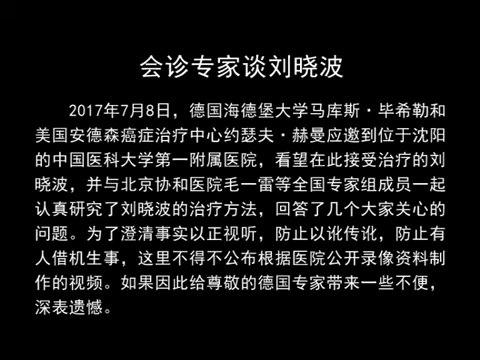 会诊专家谈刘晓波
2017年7月8日，德国海德堡大学马库斯·毕希勒和
美国安德森癌症治疗中心约瑟夫·赫曼应邀到位于沈阳
的中国医科大学第一附属医院，看望在此接受治疗的刘
晓波，并与北京协和医院毛一雷等全国专家组成员一起
认真研究了刘晓波的治疗方法，回答了几个大家关心的
问题。为了澄清事实以正视听，防止以讹传讹，防止有
人借机生事，这里不得不公布根据医院公开录像资料制
作的视频。如果因此给尊敬的德国专家带来一些不便，
深表遗憾。